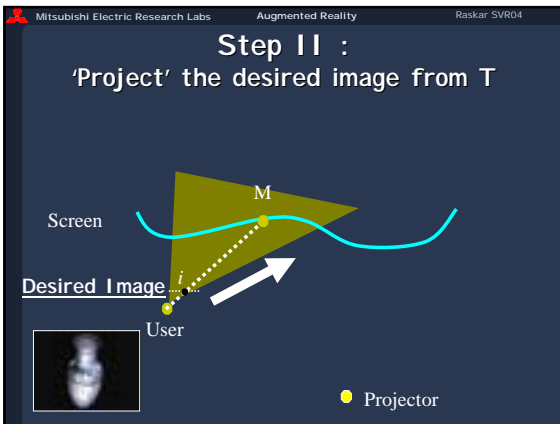 Mitsubishi Electric Research Labs Augmented Reality Raskar SVR04
Step II :
‘Project’ the desired image from T
M
Screen
i
Desired Image
User
Projector